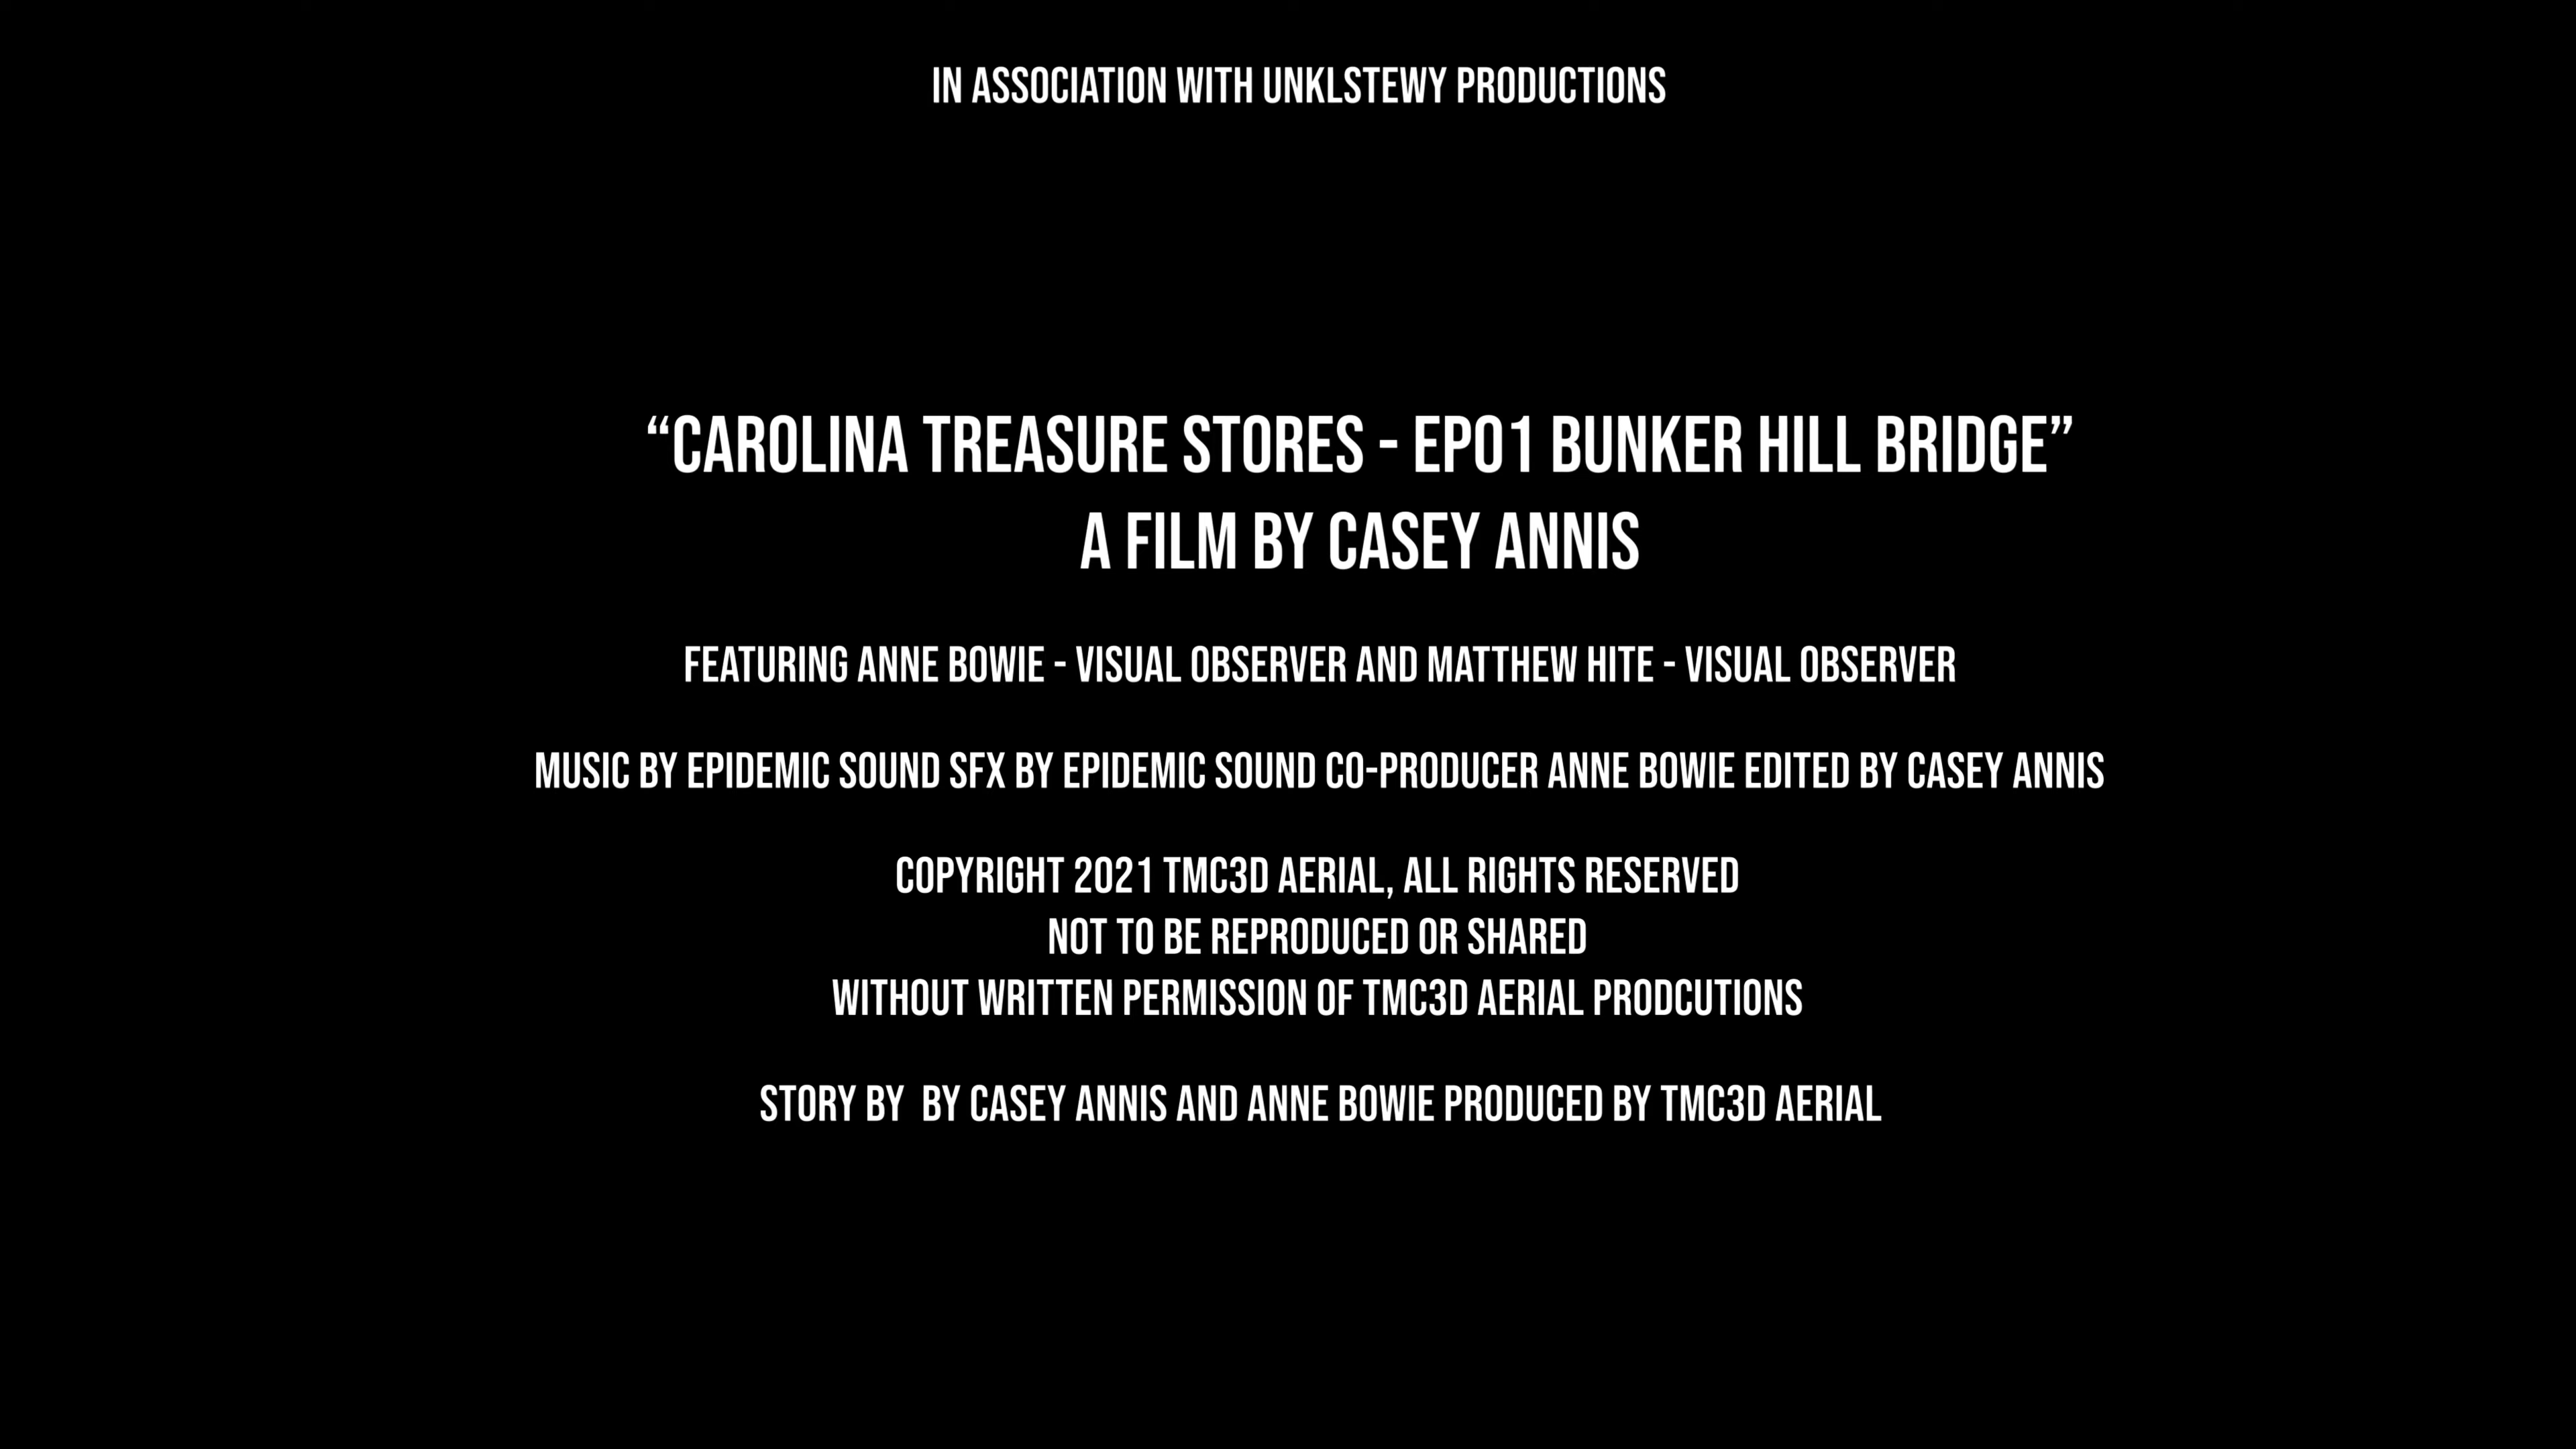 IN ASSOCIATION WITH UNKLSTEWY PRODUCTIONS
“CAROLINA TREASURE STORES - EP01 BUNKER HILL BRIDGE”
A FILM BY CASEY ANNIS
FEATURING ANNE BOWIE - VISUAL OBSERVER AND MATTHEW HITE - VISUAL OBSERVER
MUSIC BY EPIDEMIC SOUND SFX BY EPIDEMIC SOUND CO-PRODUCER ANNE BOWIE EDITED BY CASEY ANNIS
COPYRIGHT 2021 TMC3D AERIAL, ALL RIGHTS RESERVED
NOT TO BE REPRODUCED OR SHARED
WITHOUT WRITTEN PERMISSION OF TMC3D AERIAL PRODCUTIONS
STORY BY  BY CASEY ANNIS AND ANNE BOWIE PRODUCED BY TMC3D AERIAL